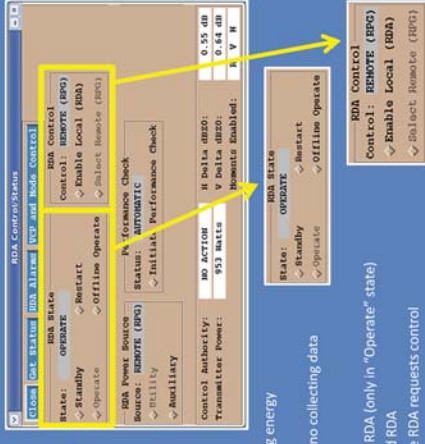 RDA Control/Status
Close Get Status RDA Alarms VCP and Mode Control
RDA State
State: OPERATE
Standby Restart
Operate Offline Operate
RDA Control
Control: REMOTE (RPG)
Enable Local (RDA)
Select Remote (RPG)
RDA Power Source
Source: REMOTE (RPG)
Utility
Auxiliary
Performance Check
Status: AUTOMATIC
Initiate Performance Check
Control Authority: NO ACTION H Delta dBZ0: 0.55 dB
Transmitter Power: 953 Watts V Delta dBZ0: 0.64 dB
Moments Enabled: R V W
RDA State
State: OPERATE
Standby Restart
Operate Offline Operate
RDA Control
Control: REMOTE (RPG)
Enable Local (RDA)
Select Remote (RPG)
energy
no collecting data
RDA (only in "Operate" state)
RDA
RDA requests control